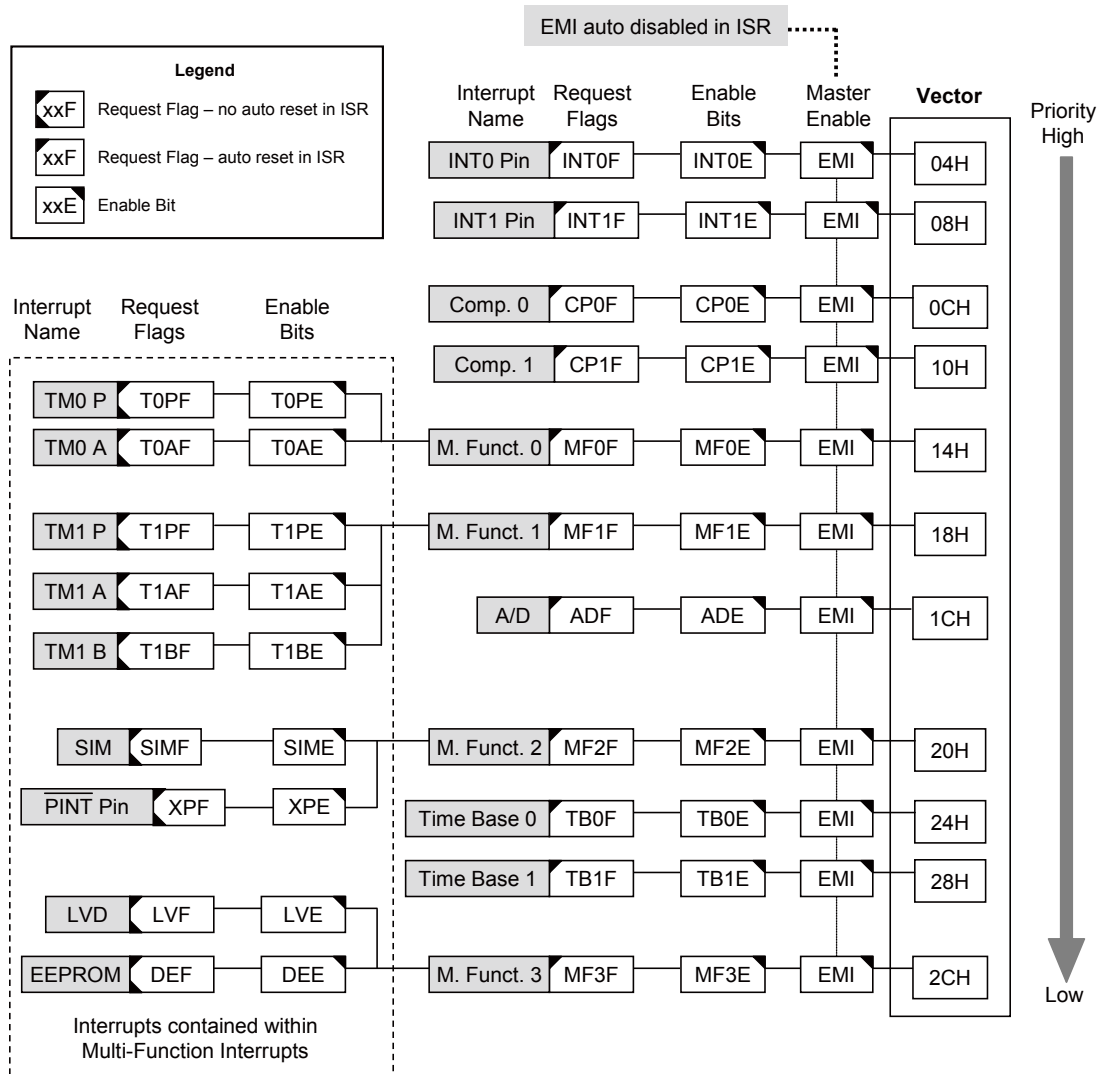 EMI auto disabled in ISR
Legend
xxF Request Flag – no auto reset in ISR
xxF Request Flag – auto reset in ISR
xxE Enable Bit
Interrupt Name Request Flags Enable Bits Master Enable Vector Priority High
INT0 Pin INT0F INT0E EMI 04H
INT1 Pin INT1F INT1E EMI 08H
Interrupt Name Request Flags Enable Bits
Comp. 0 CP0F CP0E EMI 0CH
Comp. 1 CP1F CP1E EMI 10H
TM0 P T0PF T0PE
TM0 A T0AF T0AE M. Funct. 0 MF0F MF0E EMI 14H
TM1 P T1PF T1PE M. Funct. 1 MF1F MF1E EMI 18H
TM1 A T1AF T1AE
A/D ADF ADE EMI 1CH
TM1 B T1BF T1BE
SIM SIMF SIME M. Funct. 2 MF2F MF2E EMI 20H
PINT Pin XPF XPE
Time Base 0 TB0F TB0E EMI 24H
Time Base 1 TB1F TB1E EMI 28H
LVD LVF LVE
EEPROM DEF DEE M. Funct. 3 MF3F MF3E EMI 2CH
Low
Interrupts contained within
Multi-Function Interrupts